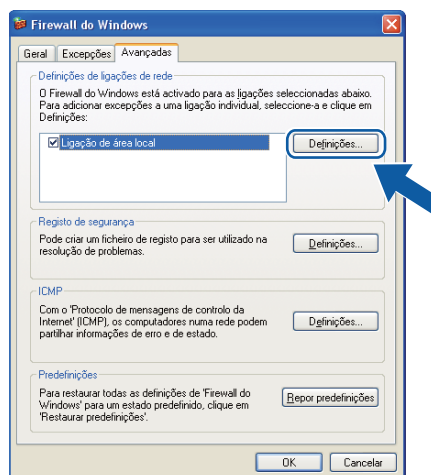 Firewall do Windows
Geral Excepções Avançadas
Definições de ligações de rede
O Firewall do Windows está activado para as ligações seleccionadas abaixo.
Para adicionar excepções a uma ligação individual, seleccione-a e clique em
Definições:
Ligação de área local
Definições...
Registo de segurança
Pode criar um ficheiro de registo para ser utilizado na
resolução de problemas.
Definições...
ICMP
Com o 'Protocolo de mensagens de controlo da
Internet' (ICMP), os computadores numa rede podem
partilhar informações de erro e de estado.
Definições...
Predefinições
Para restaurar todas as definições de 'Firewall do
Windows' para um estado predefinido, clique em
'Restaurar predefinições'.
Repor predefinições
OK Cancelar